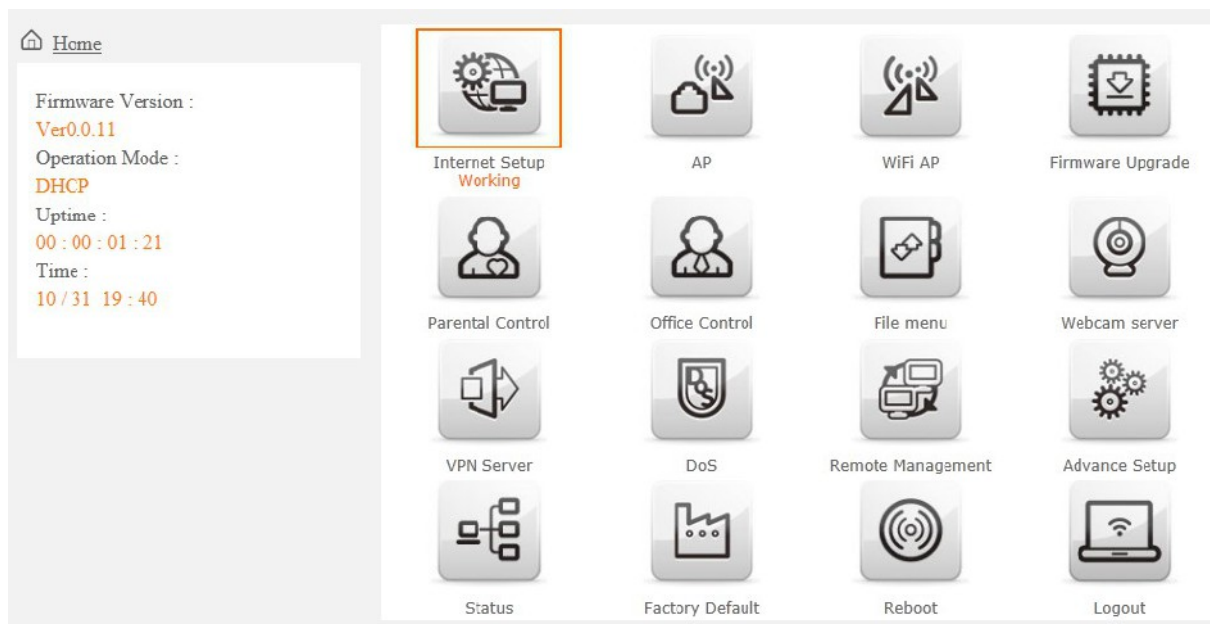 Home
Firmware Version :
Ver0.0.11
Operation Mode :
DHCP
Uptime :
00 : 00 : 01 : 21
Time :
10 / 31 19 : 40
Internet Setup
Working
AP
WiFi AP
Firmware Upgrade
Parental Control
Office Control
File menu
Webcam server
VPN Server
DoS
DoS
Remote Management
Advance Setup
Status
Factory Default
Reboot
Logout